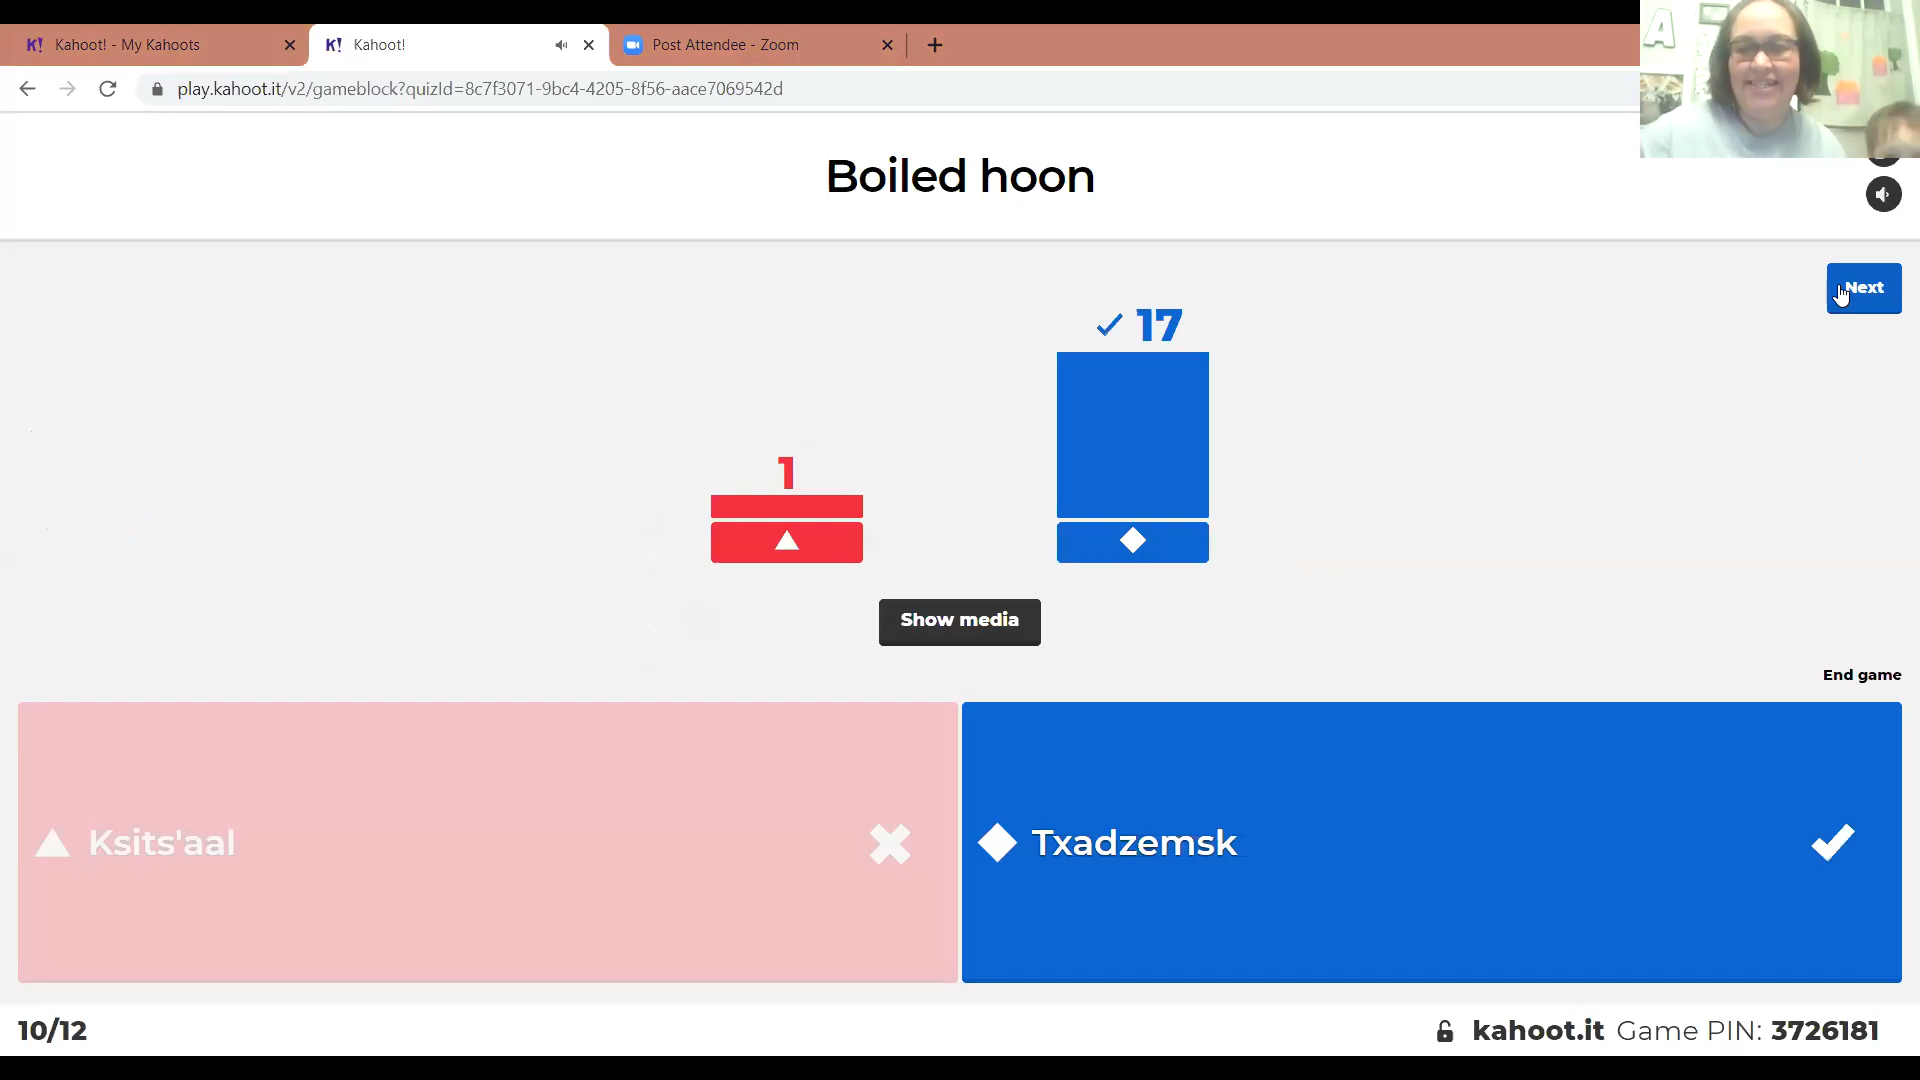 K! Kahoot! - My Kahoots
K! Kahoot!
Post Attendee - Zoom
play.kahoot.it/v2/gameblock?quizId=8c7f3071-9bc4-4205-8f56-aace7069542d
A
Boiled hoon
Next
17
1
Show media
End game
Ksits'aal
Txadzemsk
10/12
kahoot.it Game PIN: 3726181